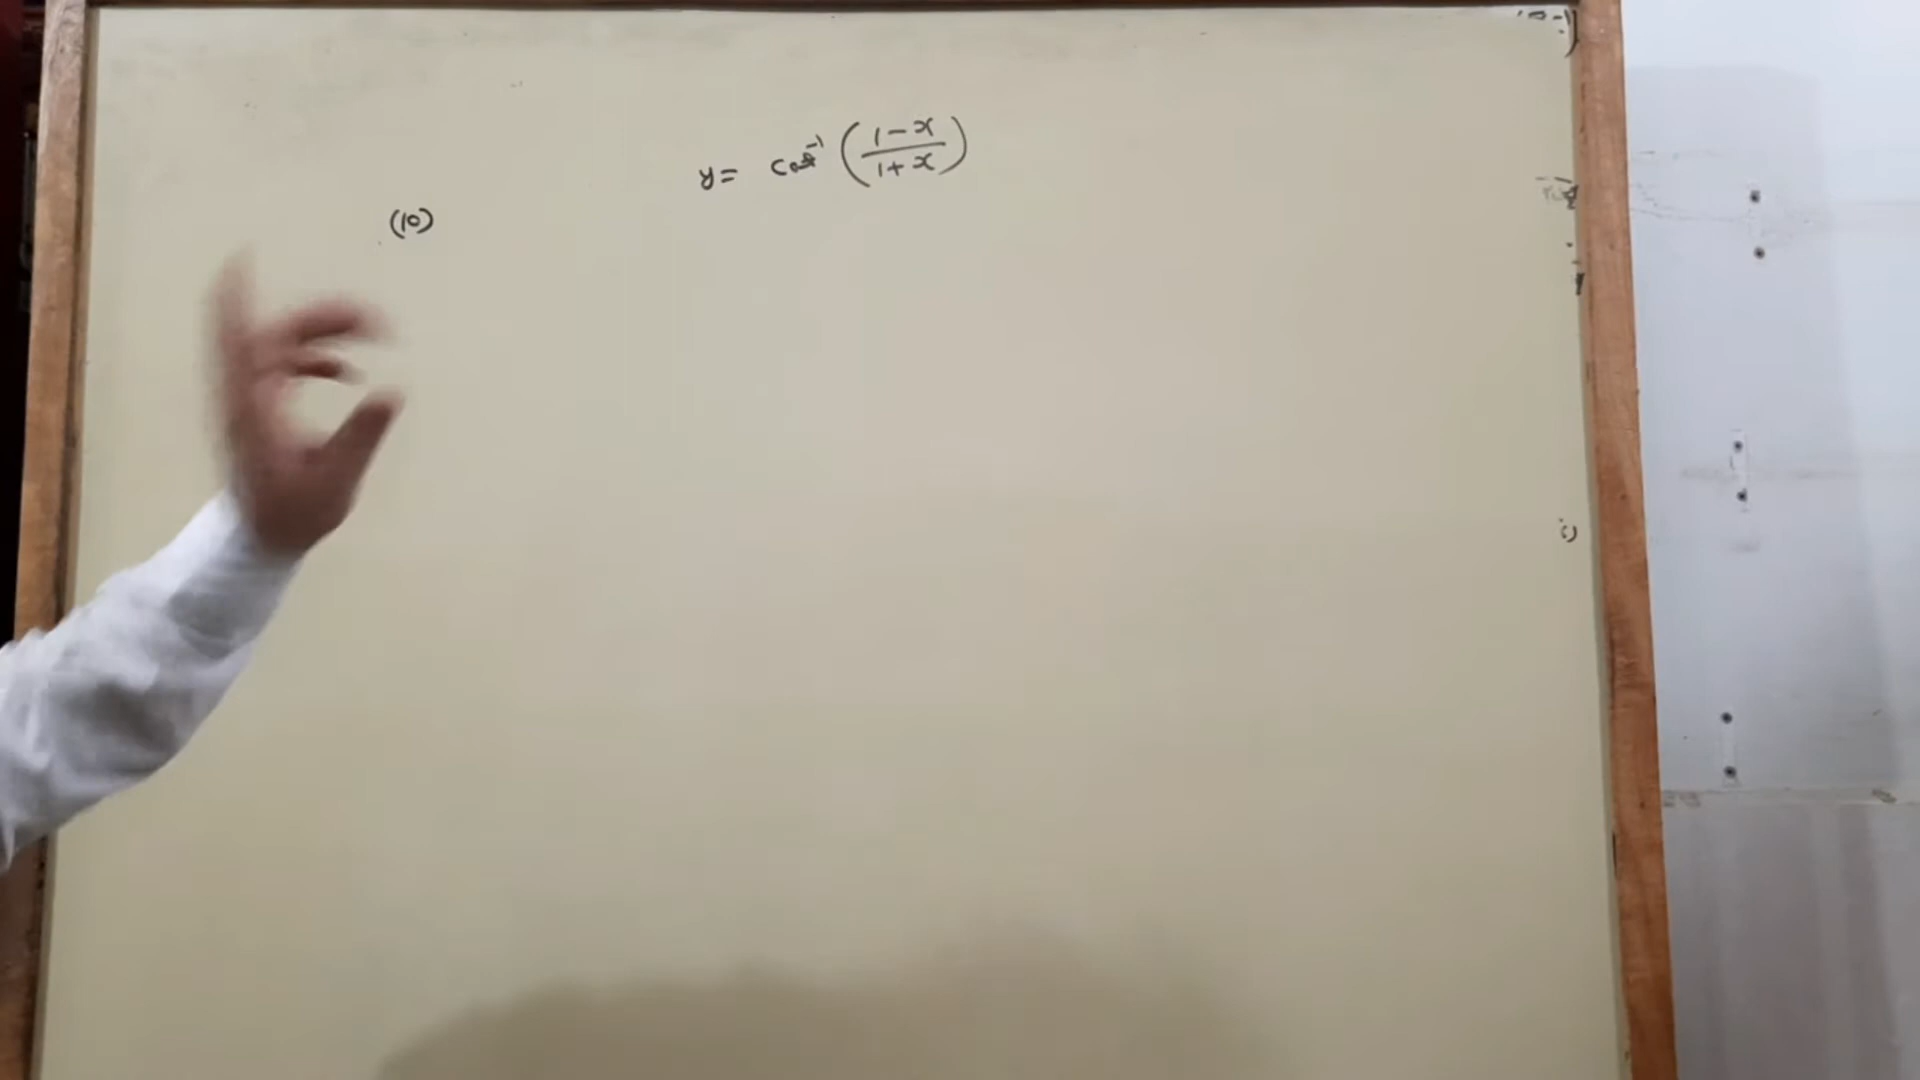 y = cot⁻¹ ((1-x)/(1+x))
(10)